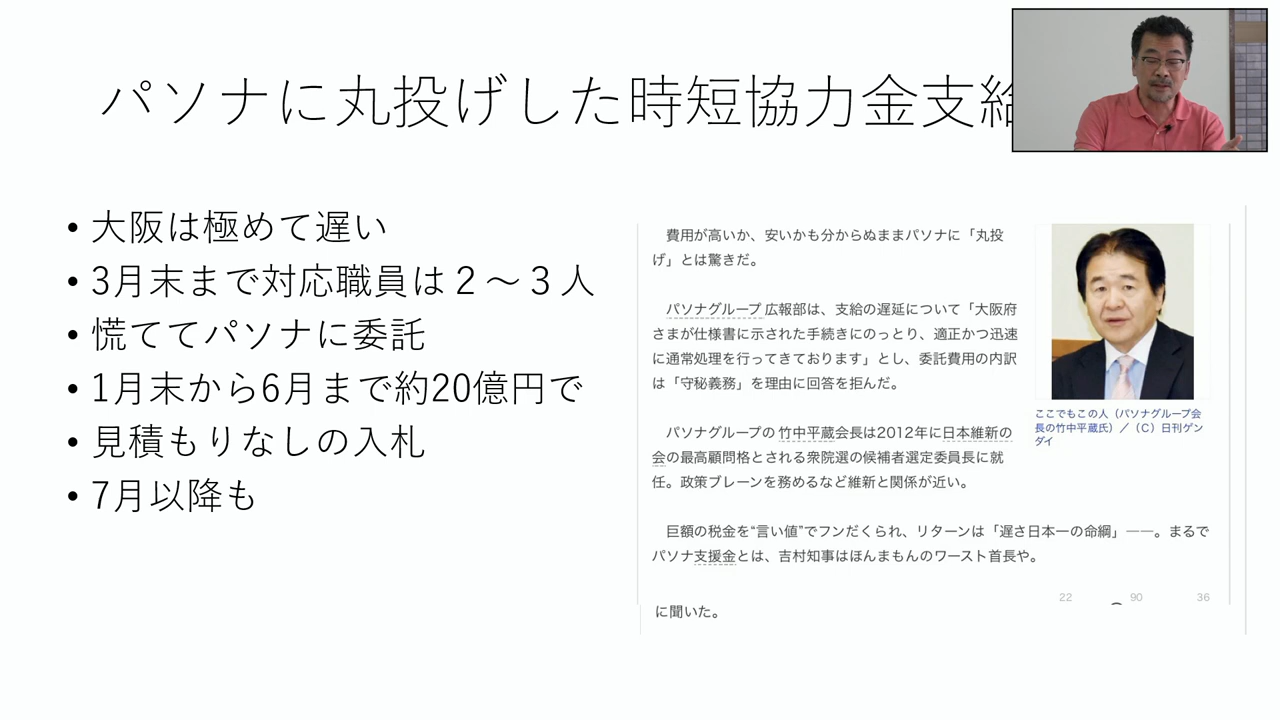 パソナに丸投げした時短協力金支給
• 大阪は極めて遅い
• 3月末まで対応職員は２～３人
• 慌ててパソナに委託
• 1月末から6月まで約20億円で
• 見積もりなしの入札
• 7月以降も
費用が高いか、安いかも分からぬままパソナに「丸投
げ」とは驚きだ。
パソナグループ広報部は、支給の遅延について「大阪府
さまが仕様書に示された手続きにのっとり、適正かつ迅速
に通常処理を行ってきております」とし、委託費用の内訳
は「守秘義務」を理由に回答を拒んだ。
パソナグループの竹中平蔵会長は2012年に日本維新の
会の最高顧問格とされる衆院選の候補者選定委員長に就
任。政策ブレーンを務めるなど維新と関係が近い。
巨額の税金を“言い値”でフンだくられ、リターンは「遅さ日本一の命綱」――。まるで
パソナ支援金とは、吉村知事はほんまもんのワースト首長や。
ここでもこの人（パソナグループ会
長の竹中平蔵氏）／（Ｃ）日刊ゲン
ダイ
22 90 36
に聞いた。